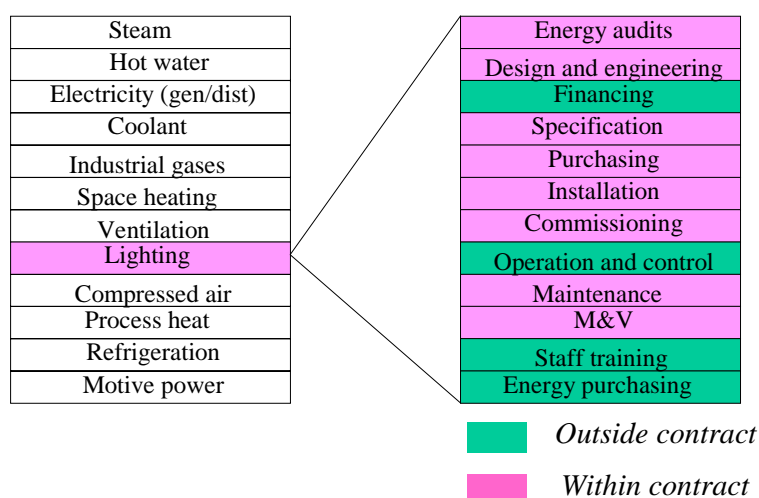 Steam
Hot water
Electricity (gen/dist)
Coolant
Industrial gases
Space heating
Ventilation
Lighting
Compressed air
Process heat
Refrigeration
Motive power
Energy audits
Design and engineering
Financing
Specification
Purchasing
Installation
Commissioning
Operation and control
Maintenance
M&V
Staff training
Energy purchasing
Outside contract
Within contract